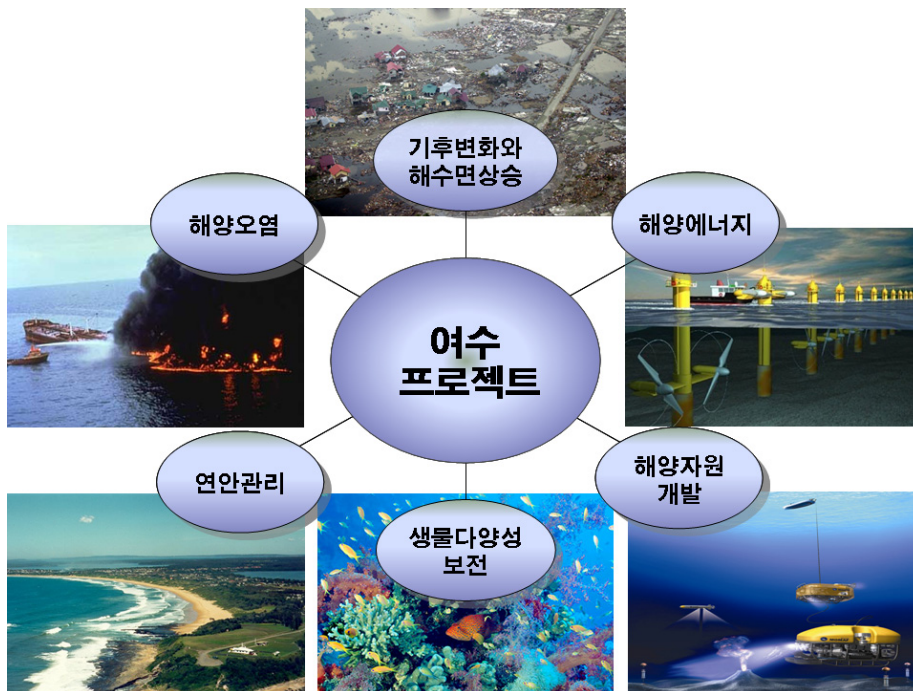 기후변화와
해수면상승
해양오염
해양에너지
여수
프로젝트
연안관리
해양자원
개발
생물다양성
보전